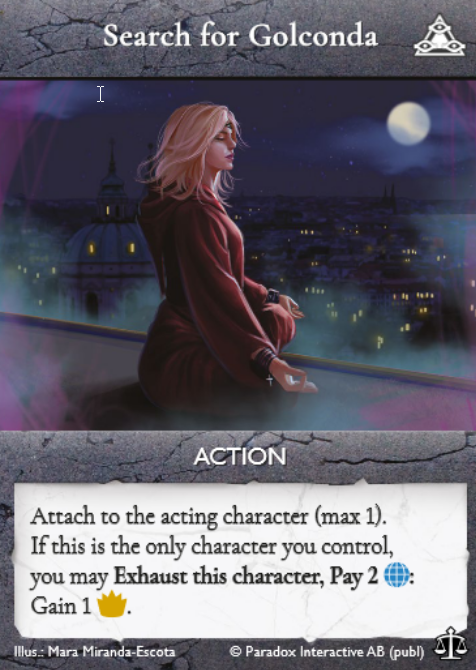 Search for Golconda
ACTION
Attach to the acting character (max 1).
If this is the only character you control,
you may Exhaust this character, Pay 2 :
Gain 1 .
Illus.: Mara Miranda-Escota © Paradox Interactive AB (publ)